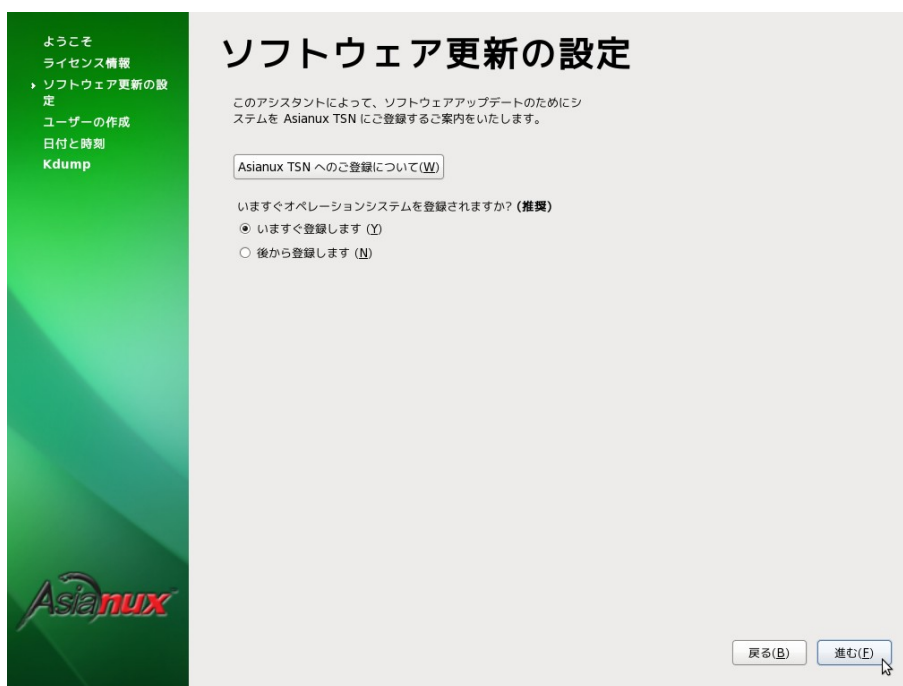 ようこそ
ライセンス情報
ソフトウェア更新の設
定
ユーザーの作成
日付と時刻
Kdump
Asianux
ソフトウェア更新の設定
このアシスタントによって、ソフトウェアアップデートのためにシ
ステムを Asianux TSN にご登録するご案内をいたします。
Asianux TSN へのご登録について(W)
いますぐオペレーションシステムを登録されますか? (推奨)
いますぐ登録します (Y)
後から登録します (N)
戻る(B)
進む(F)